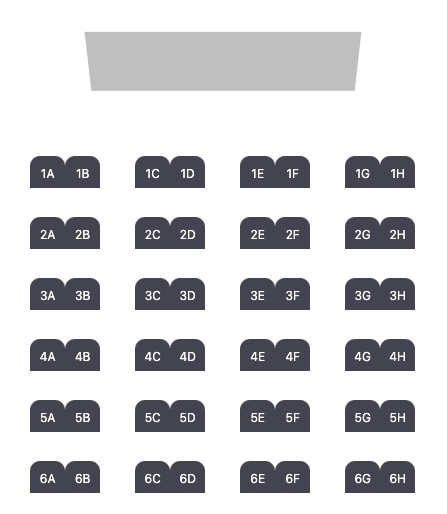 1A 1B 1C 1D 1E 1F 1G 1H
2A 2B 2C 2D 2E 2F 2G 2H
3A 3B 3C 3D 3E 3F 3G 3H
4A 4B 4C 4D 4E 4F 4G 4H
5A 5B 5C 5D 5E 5F 5G 5H
6A 6B 6C 6D 6E 6F 6G 6H